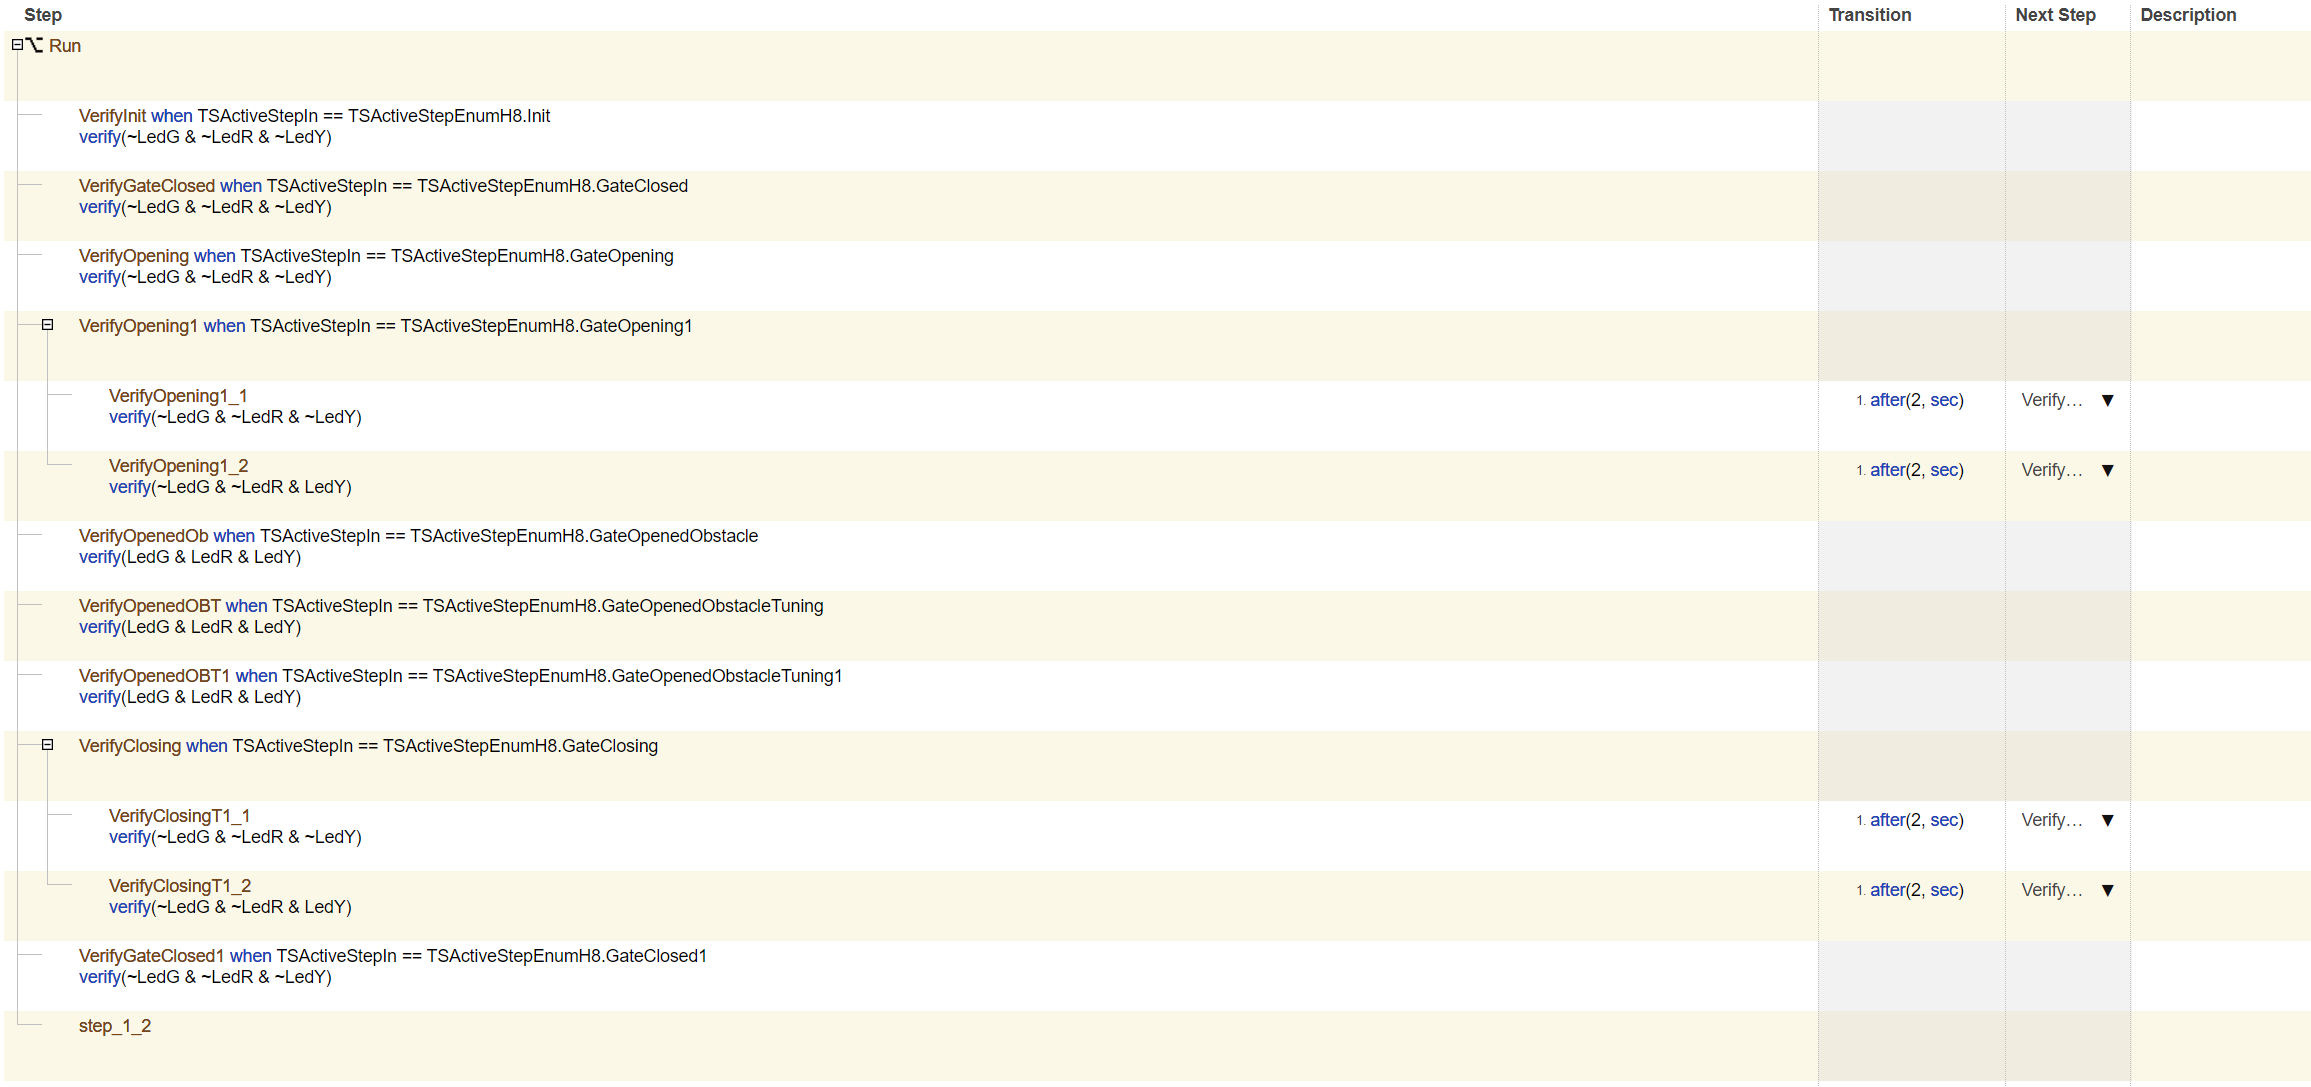 Step Transition Next Step Description
Run
VerifyInit when TSActiveStepIn == TSActiveStepEnumH8.Init
verify(~LedG & ~LedR & ~LedY)
VerifyGateClosed when TSActiveStepIn == TSActiveStepEnumH8.GateClosed
verify(~LedG & ~LedR & ~LedY)
VerifyOpening when TSActiveStepIn == TSActiveStepEnumH8.GateOpening
verify(~LedG & ~LedR & ~LedY)
VerifyOpening1 when TSActiveStepIn == TSActiveStepEnumH8.GateOpening1
VerifyOpening1_1 1. after(2, sec) Verify… ▼
verify(~LedG & ~LedR & ~LedY)
VerifyOpening1_2 1. after(2, sec) Verify… ▼
verify(~LedG & ~LedR & LedY)
VerifyOpenedOb when TSActiveStepIn == TSActiveStepEnumH8.GateOpenedObstacle
verify(LedG & LedR & LedY)
VerifyOpenedOBT when TSActiveStepIn == TSActiveStepEnumH8.GateOpenedObstacleTuning
verify(LedG & LedR & LedY)
VerifyOpenedOBT1 when TSActiveStepIn == TSActiveStepEnumH8.GateOpenedObstacleTuning1
verify(LedG & LedR & LedY)
VerifyClosing when TSActiveStepIn == TSActiveStepEnumH8.GateClosing
VerifyClosingT1_1 1. after(2, sec) Verify… ▼
verify(~LedG & ~LedR & ~LedY)
VerifyClosingT1_2 1. after(2, sec) Verify… ▼
verify(~LedG & ~LedR & LedY)
VerifyGateClosed1 when TSActiveStepIn == TSActiveStepEnumH8.GateClosed1
verify(~LedG & ~LedR & ~LedY)
step_1_2